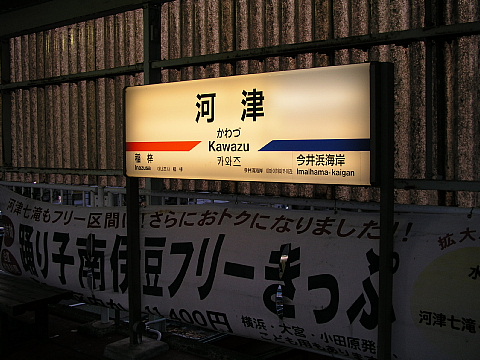 河津
かわづ
Kawazu
카와즈
稲梓
Inazusa
今井浜海岸
Imaihama-kaigan
河津七滝もフリー区間に!さらにおトクになりました!!
踊り子南伊豆フリーきっぷ
横浜・大宮・小田原発
拡大
河津七滝